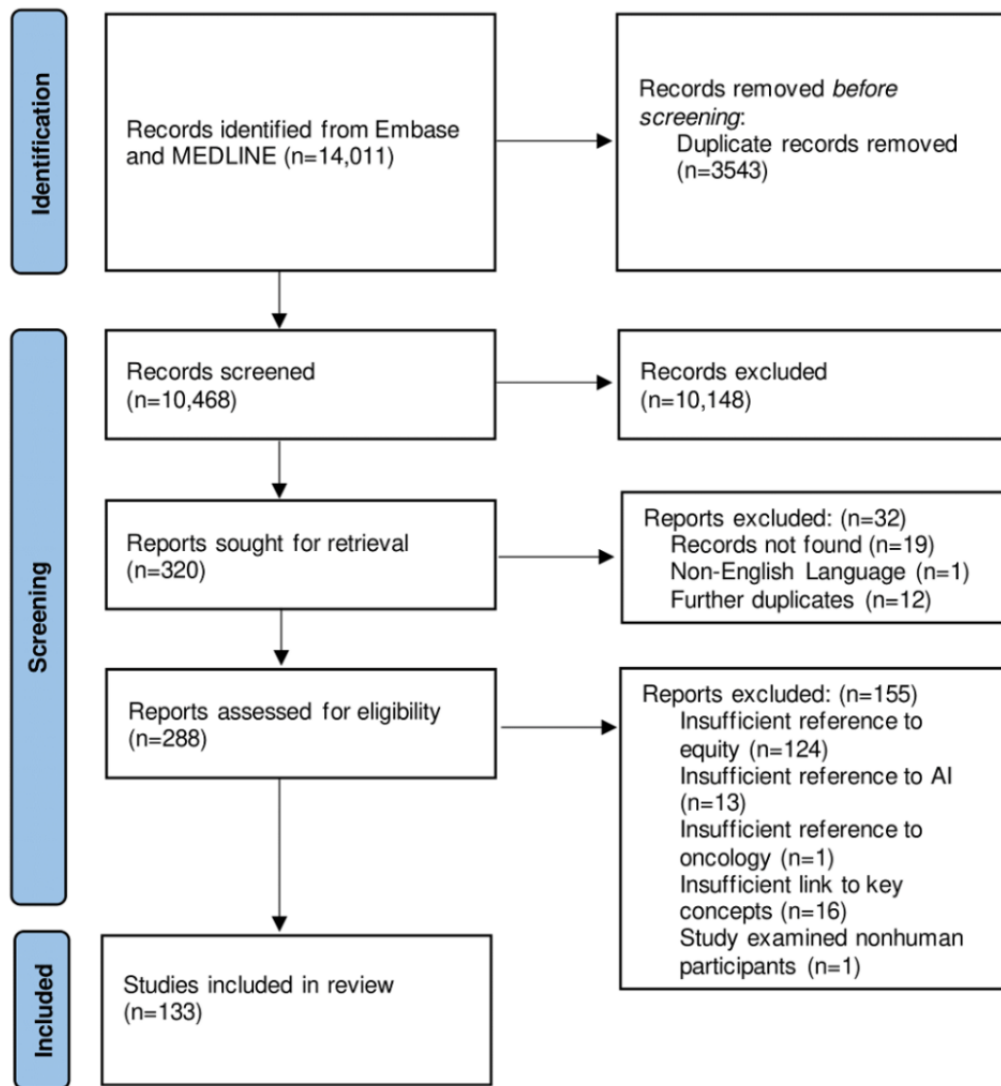 Identification
Records identified from Embase
and MEDLINE (n=14,011)
Records removed before
screening:
Duplicate records removed
(n=3543)
Screening
Records screened
(n=10,468)
Records excluded
(n=10,148)
Reports sought for retrieval
(n=320)
Reports excluded: (n=32)
Records not found (n=19)
Non-English Language (n=1)
Further duplicates (n=12)
Reports assessed for eligibility
(n=288)
Reports excluded: (n=155)
Insufficient reference to
equity (n=124)
Insufficient reference to AI
(n=13)
Insufficient reference to
oncology (n=1)
Insufficient link to key
concepts (n=16)
Study examined nonhuman
participants (n=1)
Included
Studies included in review
(n=133)